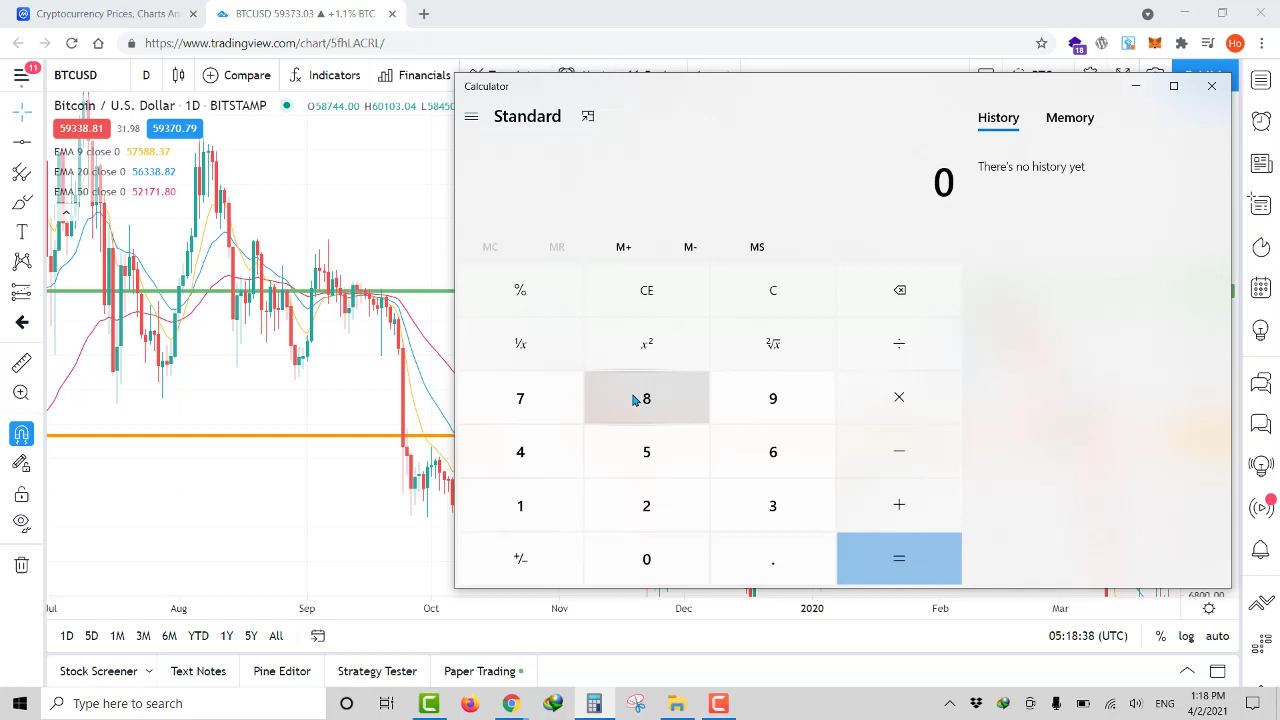 Cryptocurrency Prices, Charts An
BTCUSD 59373.03 ▲ +1.1% BTC
https://www.tradingview.com/chart/5fhLACRL/
18
Ho
11
BTCUSD
D
Compare
Indicators
Financials
Bitcoin / U.S. Dollar · 1D · BITSTAMP
O58744.00 H60103.04 L5845
59338.81
31.98
59370.79
EMA 9 close 0 57588.37
EMA 20 close 0 56338.82
EMA 50 close 0 52171.80
Calculator
Standard
History
Memory
There's no history yet
0
MC
MR
M+
M-
MS
%
CE
C
⌫
¹/x
x²
²√x
÷
7
8
9
×
4
5
6
−
1
2
3
+
+/−
0
.
=
6800.00
Jul
Aug
Sep
Oct
Nov
Dec
2020
Feb
Mar
1D
5D
1M
3M
6M
YTD
1Y
5Y
All
05:18:38 (UTC)
%
log
auto
Stock Screener
Text Notes
Pine Editor
Strategy Tester
Paper Trading
Type here to search
ENG
1:18 PM
4/2/2021